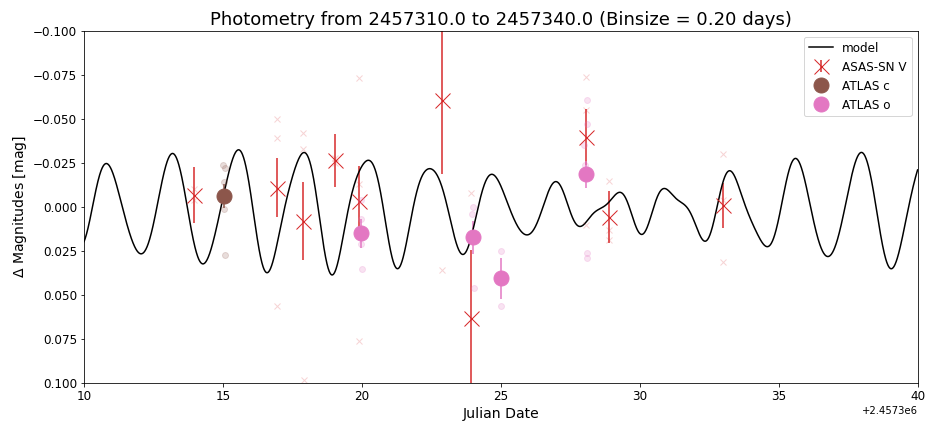 Photometry from 2457310.0 to 2457340.0 (Binsize = 0.20 days)
model
ASAS-SN V
ATLAS c
ATLAS o
Δ Magnitudes [mag]
−0.100
−0.075
−0.050
−0.025
0.000
0.025
0.050
0.075
0.100
10
15
20
25
30
35
40
Julian Date
+2.4573e6